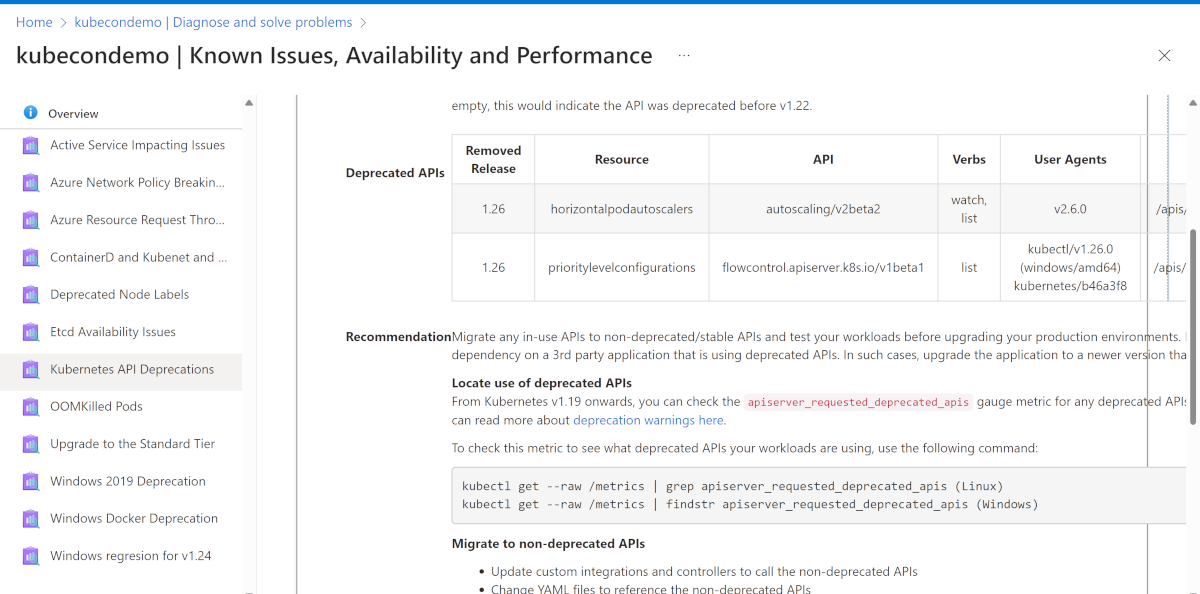 Home > kubecondemo | Diagnose and solve problems >
kubecondemo | Known Issues, Availability and Performance ...
Overview
Active Service Impacting Issues
Azure Network Policy Breakin...
Azure Resource Request Thro...
ContainerD and Kubenet and ...
Deprecated Node Labels
Etcd Availability Issues
Kubernetes API Deprecations
OOMKilled Pods
Upgrade to the Standard Tier
Windows 2019 Deprecation
Windows Docker Deprecation
Windows regresion for v1.24
empty, this would indicate the API was deprecated before v1.22.
Deprecated APIs
Removed Release Resource API Verbs User Agents
1.26 horizontalpodautoscalers autoscaling/v2beta2 watch, list v2.6.0 /apis/
1.26 prioritylevelconfigurations flowcontrol.apiserver.k8s.io/v1beta1 list kubectl/v1.26.0 (windows/amd64) kubernetes/b46a3f8 /apis/
Recommendation Migrate any in-use APIs to non-deprecated/stable APIs and test your workloads before upgrading your production environments.
dependency on a 3rd party application that is using deprecated APIs. In such cases, upgrade the application to a newer version tha
Locate use of deprecated APIs
From Kubernetes v1.19 onwards, you can check the apiserver_requested_deprecated_apis gauge metric for any deprecated APIs
can read more about deprecation warnings here.
To check this metric to see what deprecated APIs your workloads are using, use the following command:
kubectl get --raw /metrics | grep apiserver_requested_deprecated_apis (Linux)
kubectl get --raw /metrics | findstr apiserver_requested_deprecated_apis (Windows)
Migrate to non-deprecated APIs
• Update custom integrations and controllers to call the non-deprecated APIs
• Change YAML files to reference the non-deprecated APIs